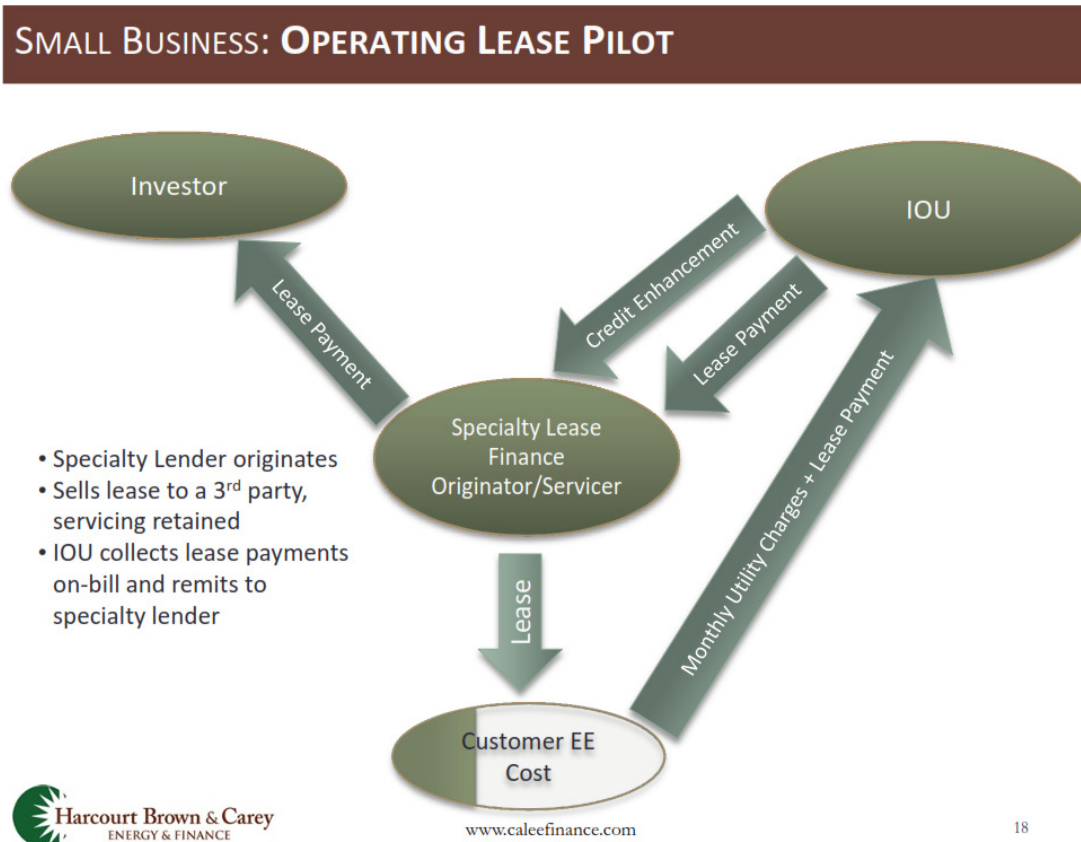 SMALL BUSINESS: OPERATING LEASE PILOT
Investor
IOU
Credit Enhancement
Lease Payment
Lease Payment
Monthly Utility Charges + Lease Payment
Specialty Lease
Finance
Originator/Servicer
• Specialty Lender originates
• Sells lease to a 3rd party,
servicing retained
• IOU collects lease payments
on-bill and remits to
specialty lender
Lease
Customer EE
Cost
Harcourt Brown & Carey
ENERGY & FINANCE
www.caleefinance.com
18